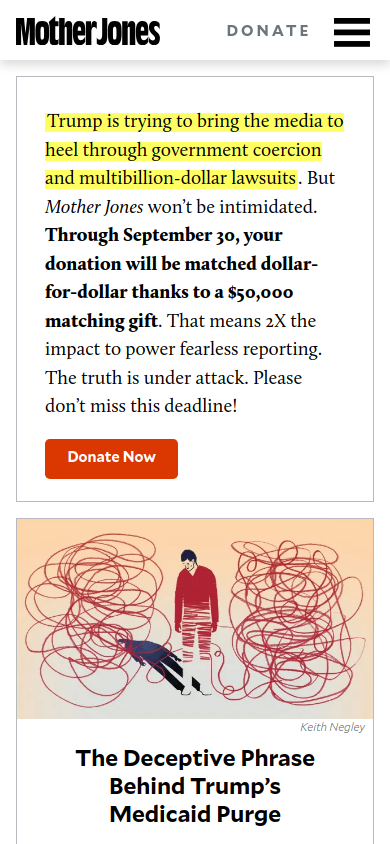 Mother Jones
DONATE
Trump is trying to bring the media to
heel through government coercion
and multibillion-dollar lawsuits. But
Mother Jones won’t be intimidated.
Through September 30, your
donation will be matched dollar-
for-dollar thanks to a $50,000
matching gift. That means 2X the
impact to power fearless reporting.
The truth is under attack. Please
don’t miss this deadline!
Donate Now
Keith Negley
The Deceptive Phrase
Behind Trump’s
Medicaid Purge